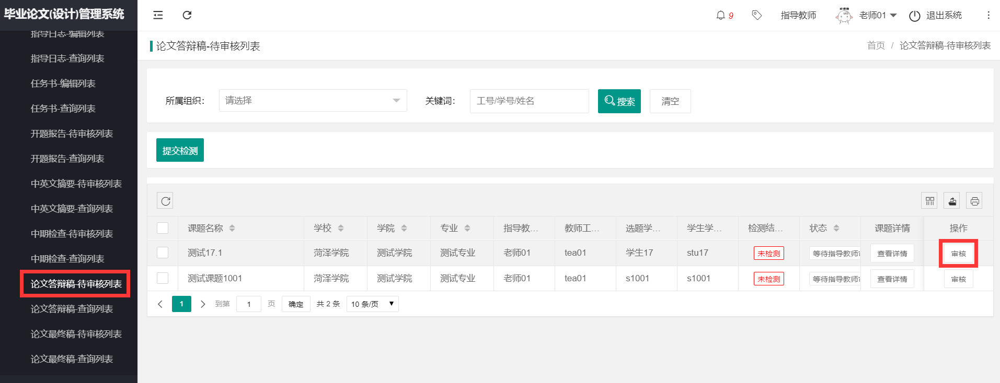 毕业论文(设计)管理系统
9
指导教师
老师01
退出系统
指导日志-编辑列表
指导日志-查询列表
任务书-编辑列表
任务书-查询列表
开题报告-待审核列表
开题报告-查询列表
中英文摘要-待审核列表
中英文摘要-查询列表
中期检查-待审核列表
中期检查-查询列表
论文答辩稿-待审核列表
论文答辩稿-查询列表
论文最终稿-待审核列表
论文最终稿-查询列表
论文答辩稿-待审核列表
首页 / 论文答辩稿-待审核列表
所属组织: 请选择 关键词: 工号/学号/姓名 搜索 清空
提交检测
课题名称 学校 学院 专业 指导教... 教师工... 选题学... 学生学... 检测结... 状态 课题详情 操作
测试17.1 菏泽学院 测试学院 测试专业 老师01 tea01 学生17 stu17 未检测 等待指导教师 查看详情 审核
测试课题1001 菏泽学院 测试学院 测试专业 老师01 tea01 s1001 s1001 未检测 等待指导教师 查看详情 审核
1 到第 1 页 确定 共 2 条 10 条/页